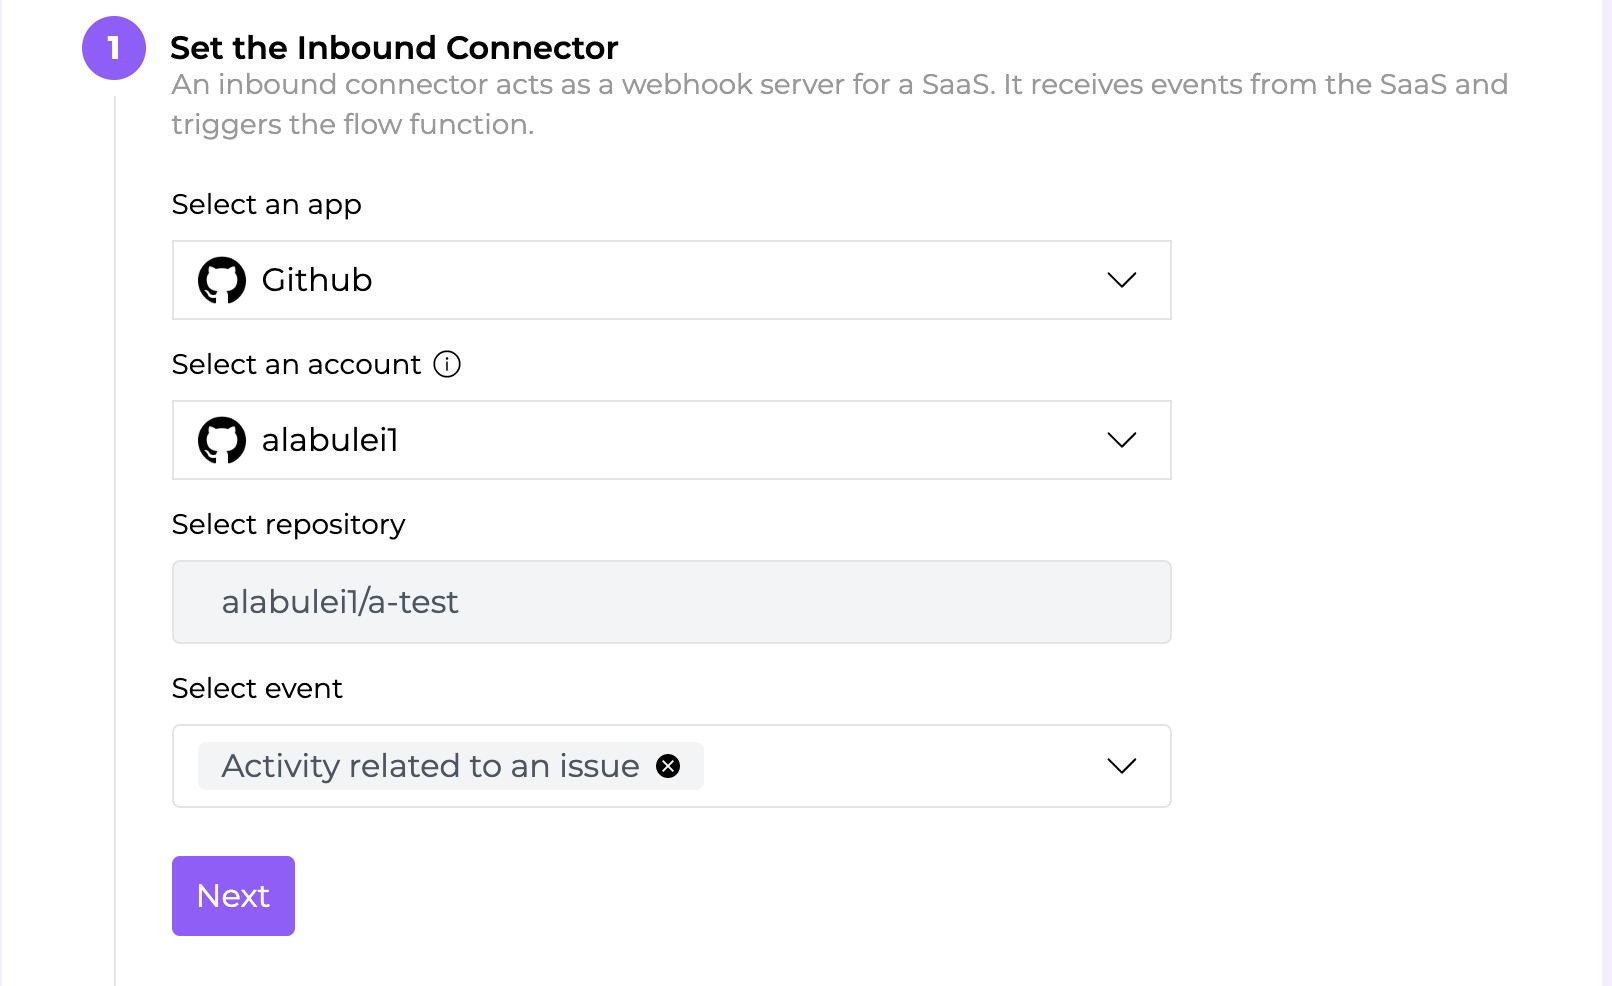 1
Set the Inbound Connector
An inbound connector acts as a webhook server for a SaaS. It receives events from the SaaS and
triggers the flow function.
Select an app
Github
Select an account
alabulei1
Select repository
alabulei1/a-test
Select event
Activity related to an issue
Next